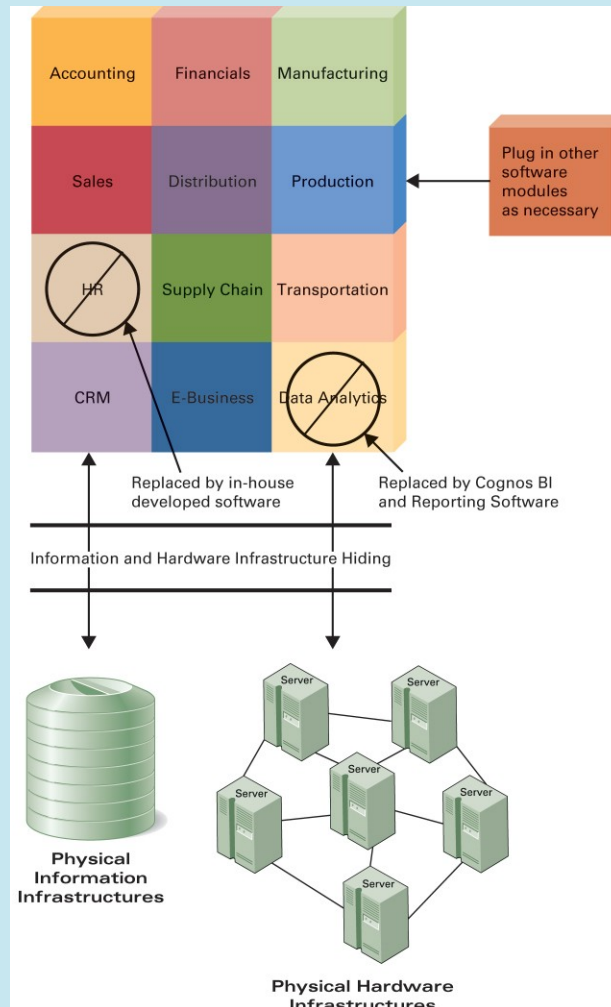 Accounting
Financials
Manufacturing
Sales
Distribution
Production
Plug in other
software
modules
as necessary
HR
Supply Chain
Transportation
CRM
E-Business
Data Analytics
Replaced by in-house
developed software
Replaced by Cognos BI
and Reporting Software
Information and Hardware Infrastructure Hiding
Server
Server
Server
Server
Server
Server
Physical
Information
Infrastructures
Physical Hardware
Infrastructures